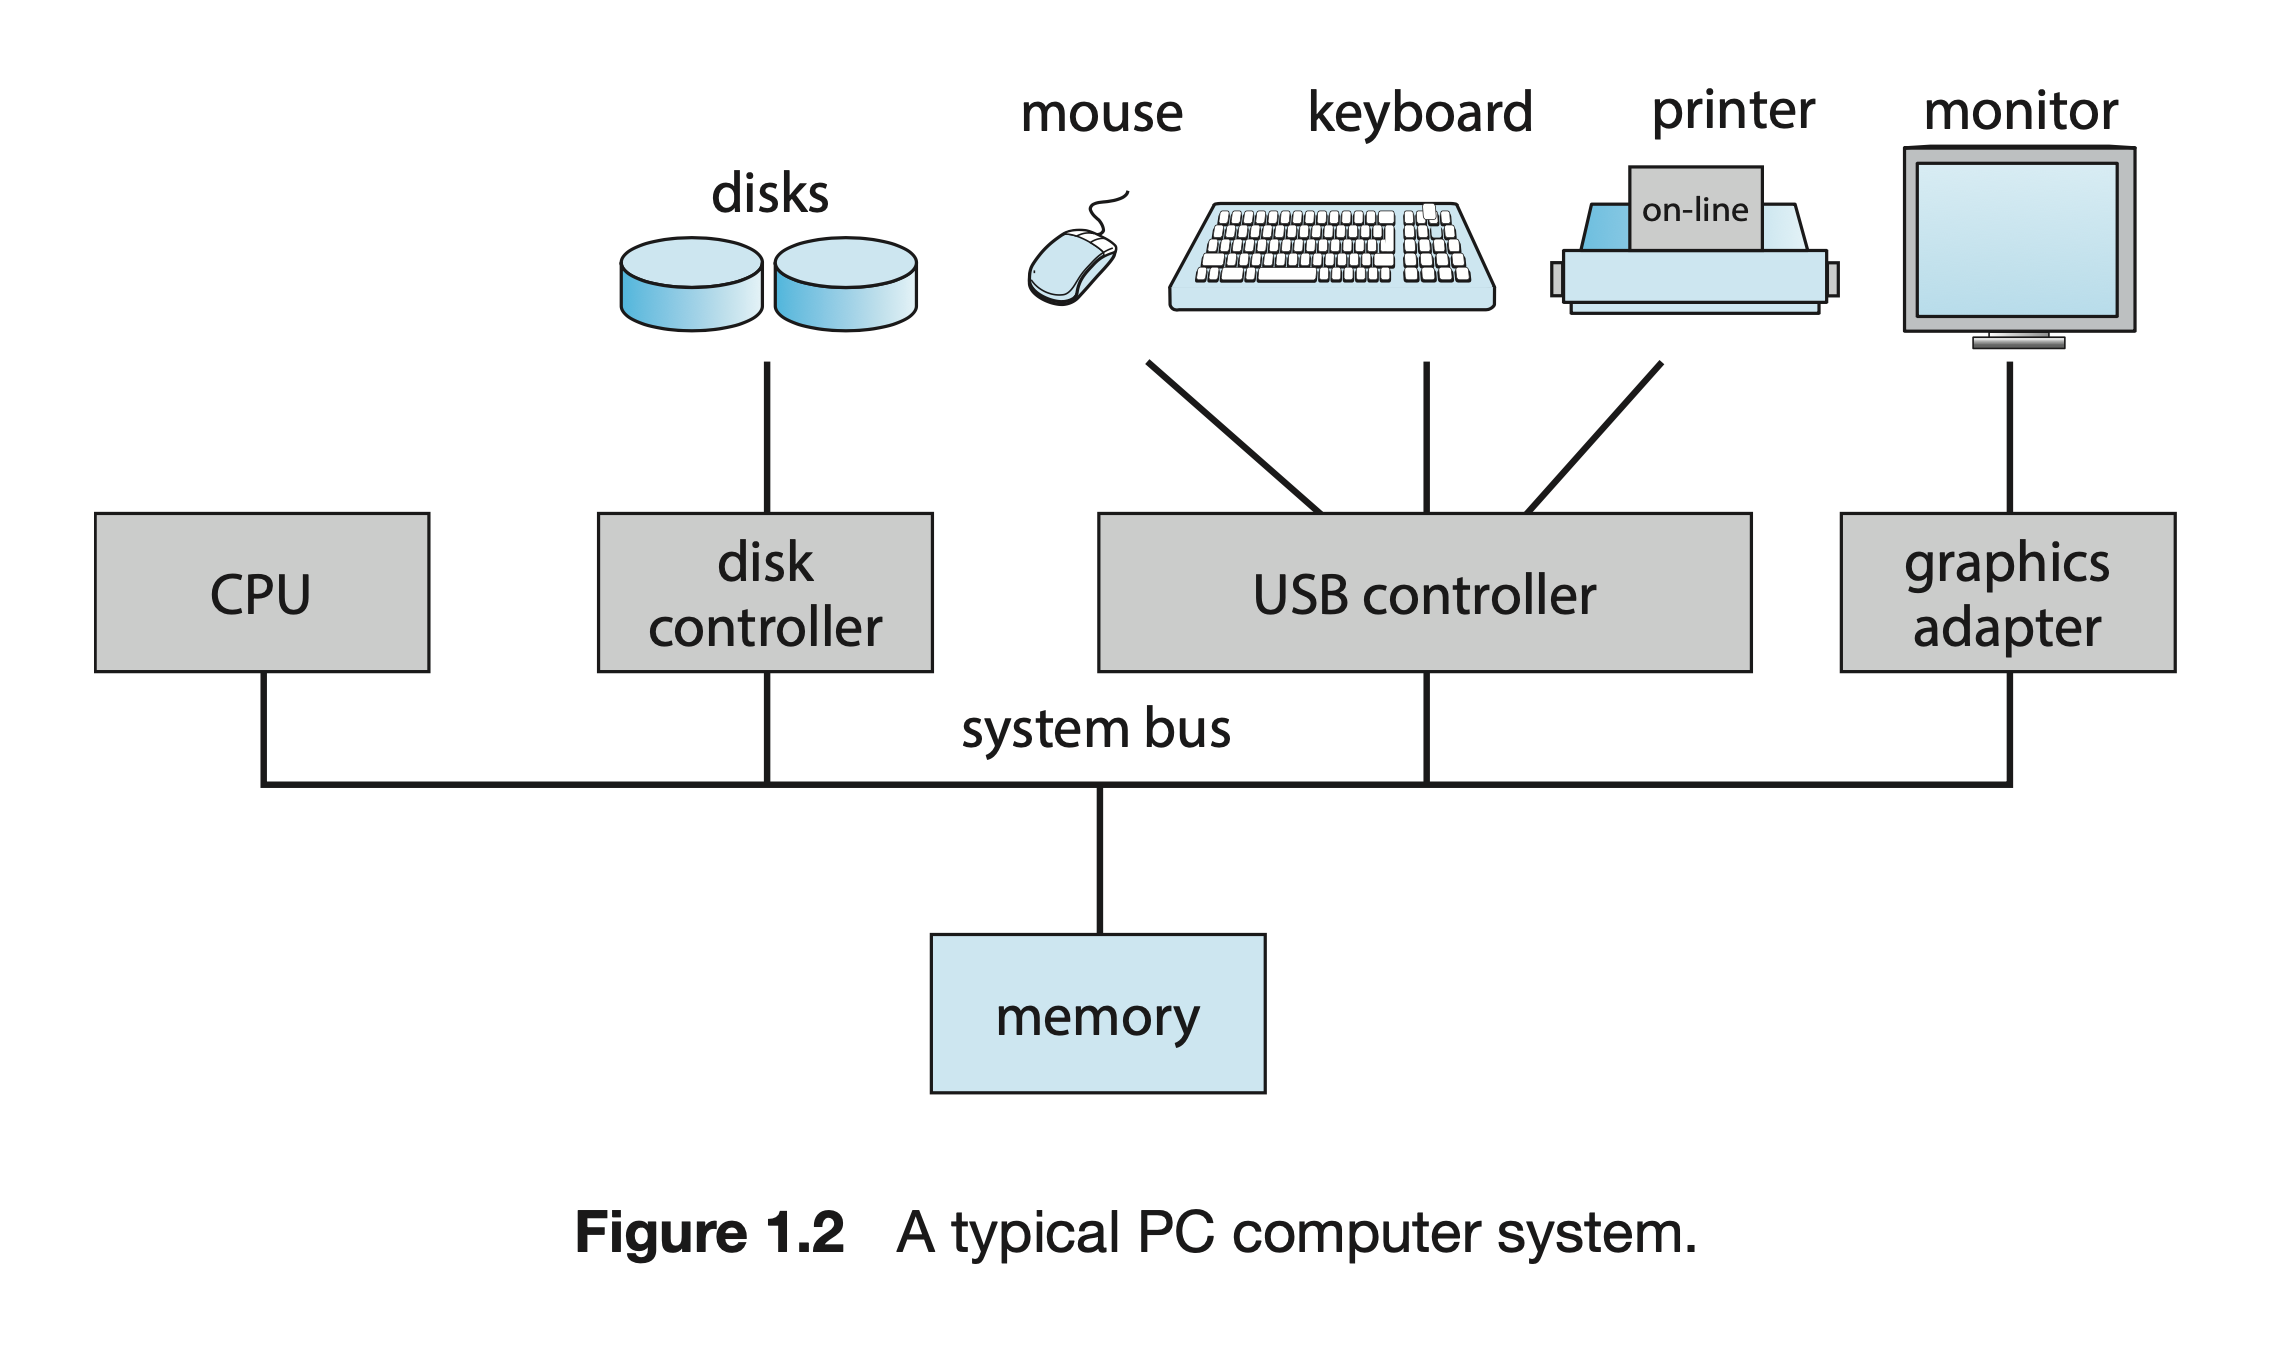 mouse
keyboard
printer
monitor
disks
on-line
CPU
disk
controller
USB controller
graphics
adapter
system bus
memory
Figure 1.2 A typical PC computer system.